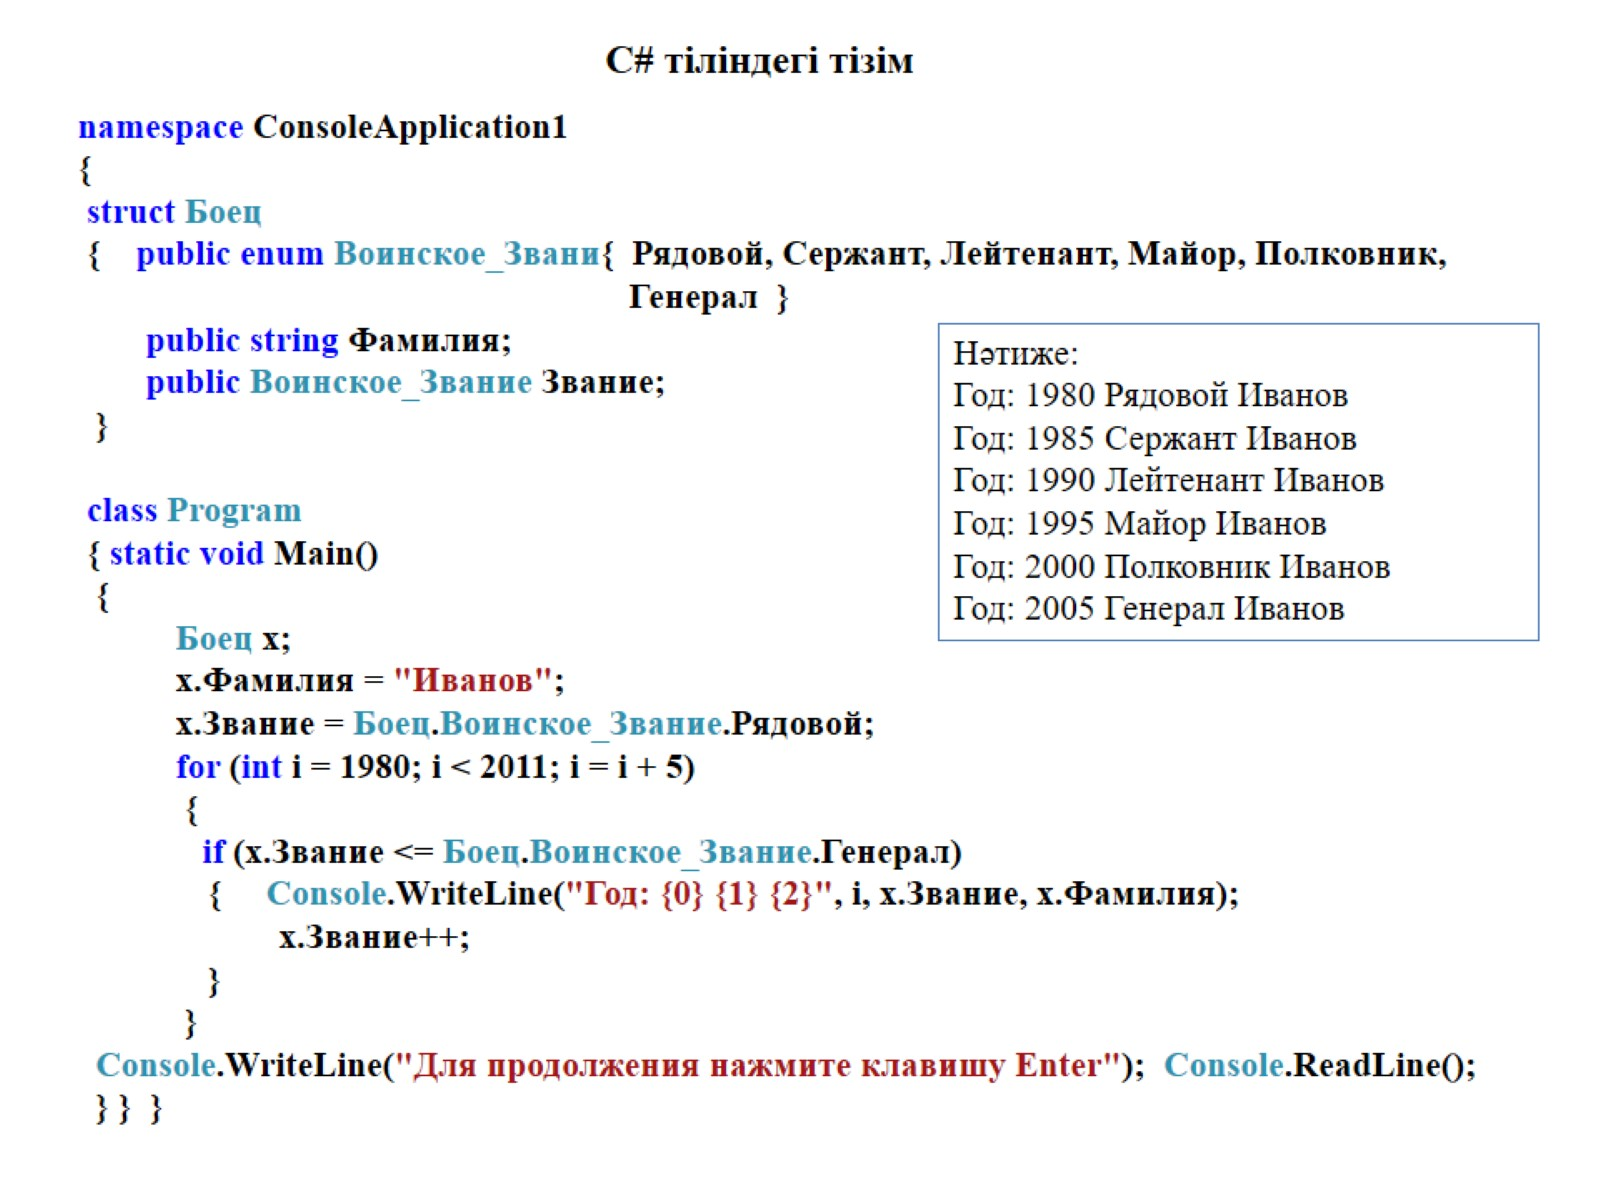 C# тіліндегі тізім
namespace ConsoleApplication1
{
struct Боец
{ public enum Воинское_Звани{ Рядовой, Сержант, Лейтенант, Майор, Полковник,
Генерал }
public string Фамилия;
public Воинское_Звание Звание;
}
class Program
{ static void Main()
{
Боец x;
x.Фамилия = "Иванов";
x.Звание = Боец.Воинское_Звание.Рядовой;
for (int i = 1980; i < 2011; i = i + 5)
{
if (x.Звание <= Боец.Воинское_Звание.Генерал)
{ Console.WriteLine("Год: {0} {1} {2}", i, x.Звание, x.Фамилия);
x.Звание++;
}
}
Console.WriteLine("Для продолжения нажмите клавишу Enter"); Console.ReadLine();
} } }
Нәтиже:
Год: 1980 Рядовой Иванов
Год: 1985 Сержант Иванов
Год: 1990 Лейтенант Иванов
Год: 1995 Майор Иванов
Год: 2000 Полковник Иванов
Год: 2005 Генерал Иванов